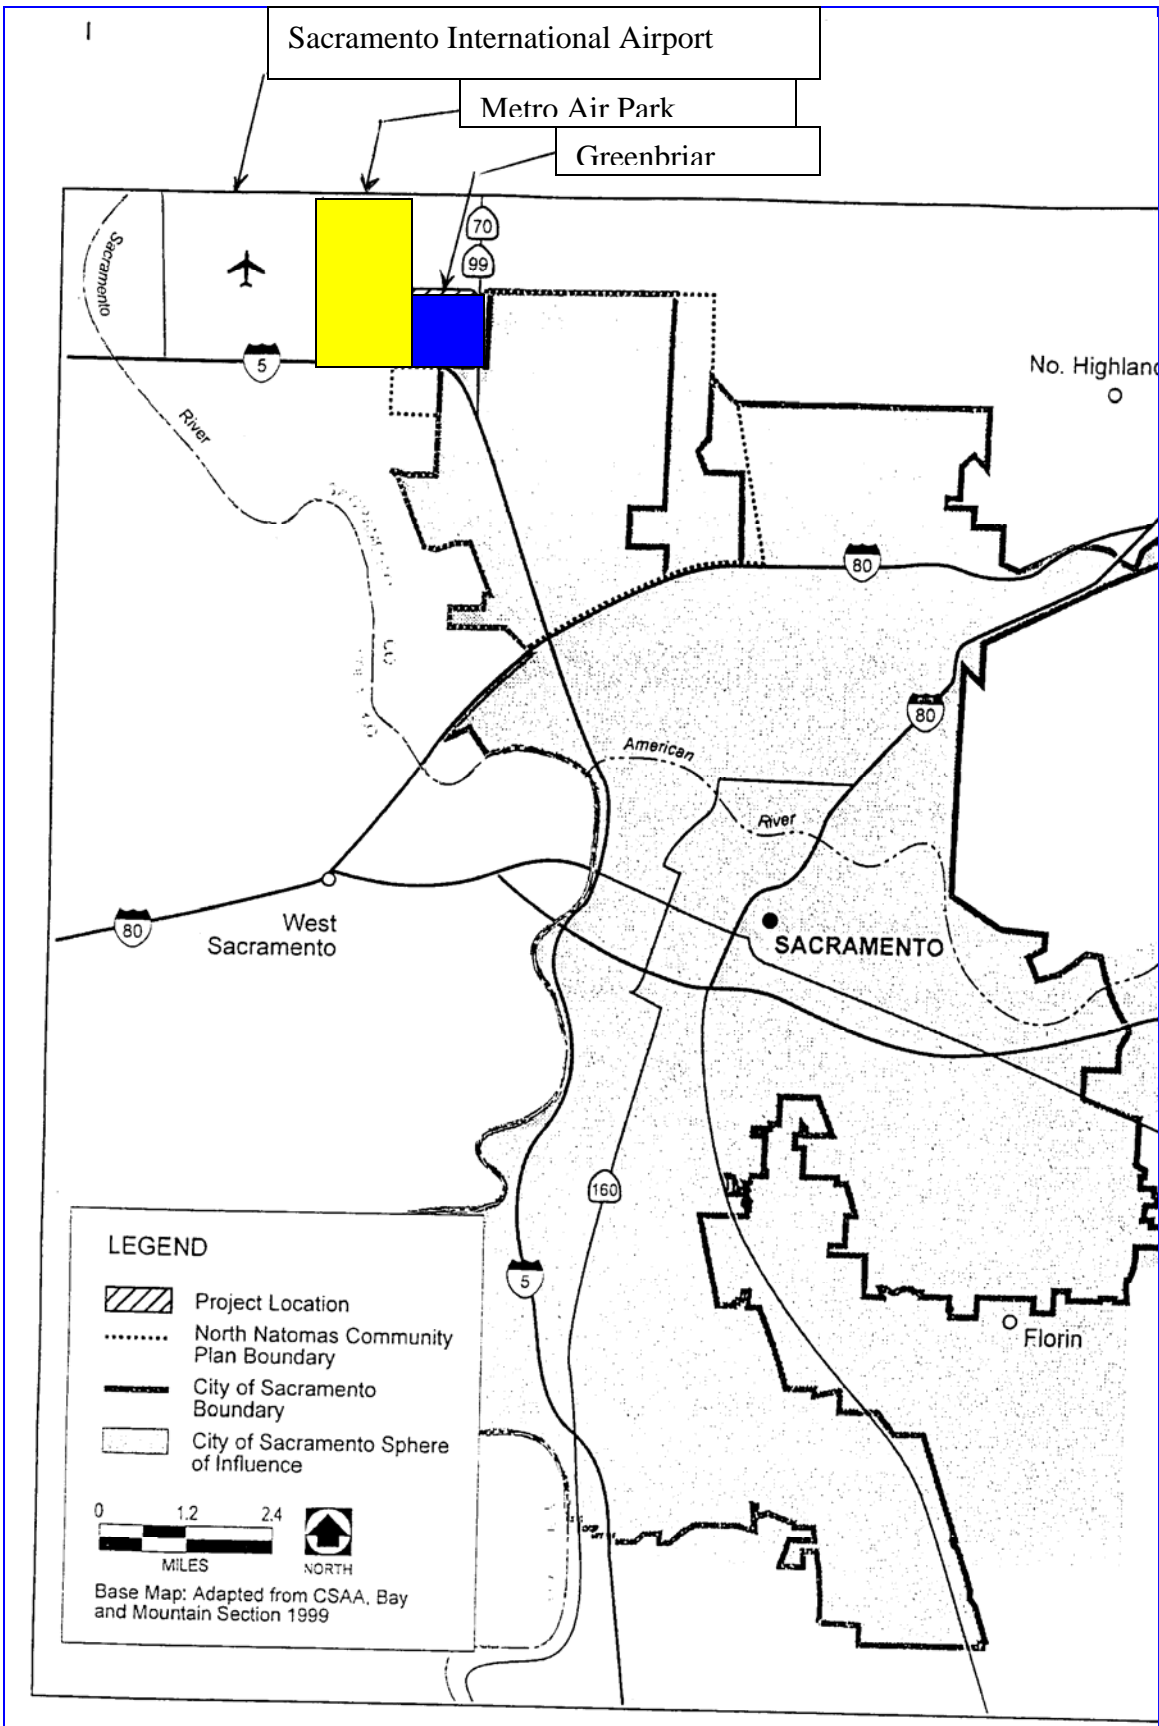 Sacramento International Airport
Metro Air Park
Greenbriar
70
99
Sacramento
River
5
No. Highland
80
80
American
River
SACRAMENTO
West
Sacramento
80
160
5
Florin
LEGEND
Project Location
North Natomas Community
Plan Boundary
City of Sacramento
Boundary
City of Sacramento Sphere
of Influence
0 1.2 2.4
MILES
NORTH
Base Map: Adapted from CSAA, Bay
and Mountain Section 1999